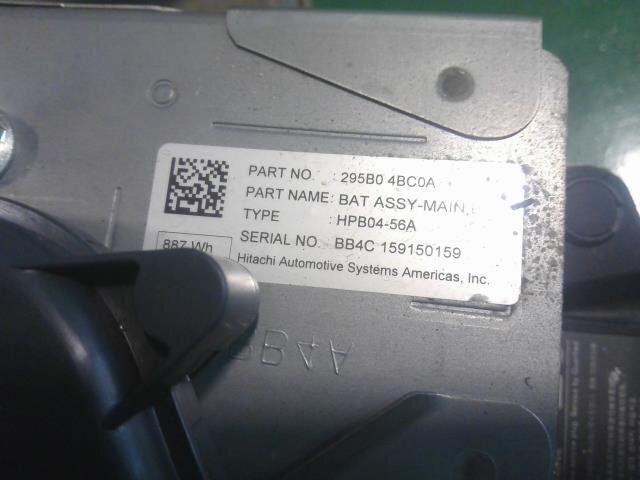 PART NO. : 295B0 4BC0A
PART NAME: BAT ASSY-MAIN,
TYPE : HPB04-56A
SERIAL NO. BB4C 159150159
887 Wh
Hitachi Automotive Systems Americas, Inc.
B4A